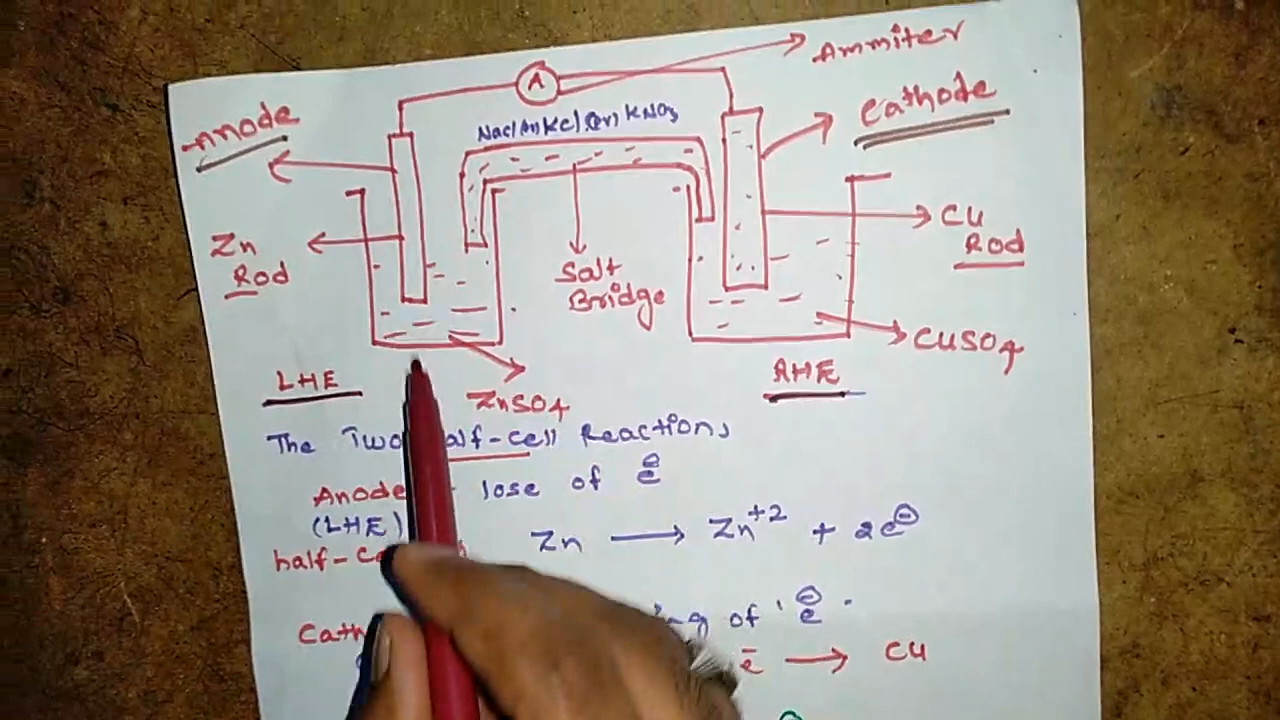 Ammiter
A
Anode
Cathode
NaCl (or) KCl (or) KNO3
Zn
Rod
Cu
Rod
Salt
Bridge
CuSO4
LHE
RHE
ZnSO4
The Two half-cell Reactions
Anode lose of e⊖
(LHE)
Zn → Zn+2 + 2e⊖
half-
of e⊖
e- → Cu